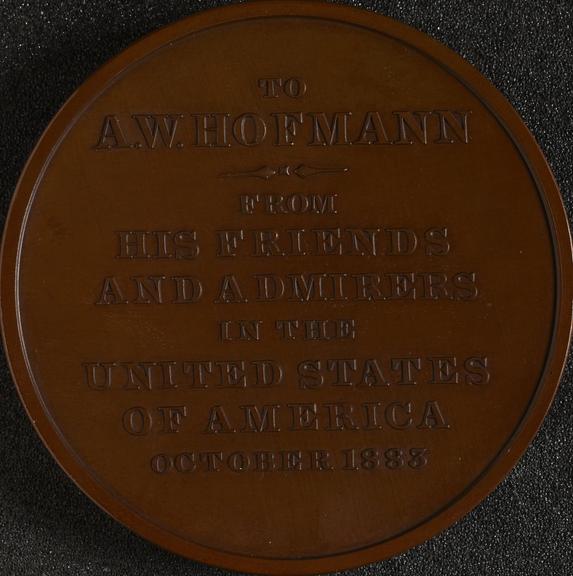 TO
A.W. HOFMANN
FROM
HIS FRIENDS
AND ADMIRERS
IN THE
UNITED STATES
OF AMERICA
OCTOBER 1883